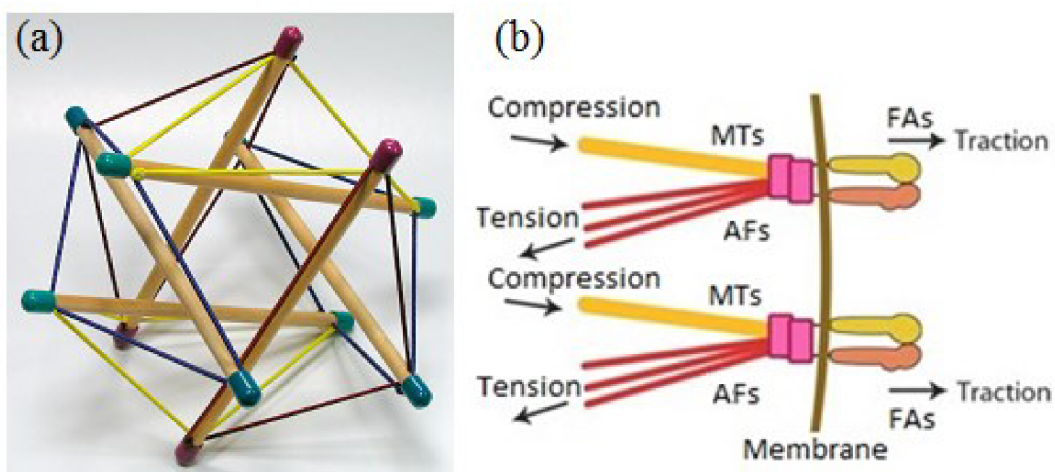 (a)
(b)
Compression
MTs
FAs
Traction
Tension
AFs
Compression
MTs
Tension
AFs
FAs
Traction
Membrane